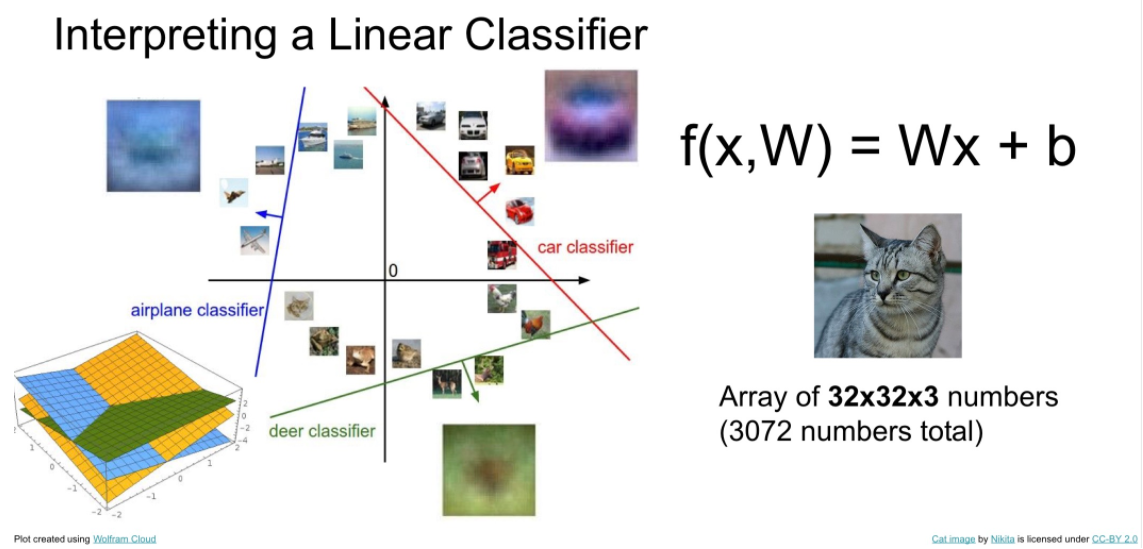 Interpreting a Linear Classifier
f(x,W) = Wx + b
car classifier
0
airplane classifier
deer classifier
2
0
-2
-4
1
0
-1
-2
-2
-1
0
1
2
Array of 32x32x3 numbers
(3072 numbers total)
Plot created using Wolfram Cloud
Cat image by Nikita is licensed under CC-BY 2.0